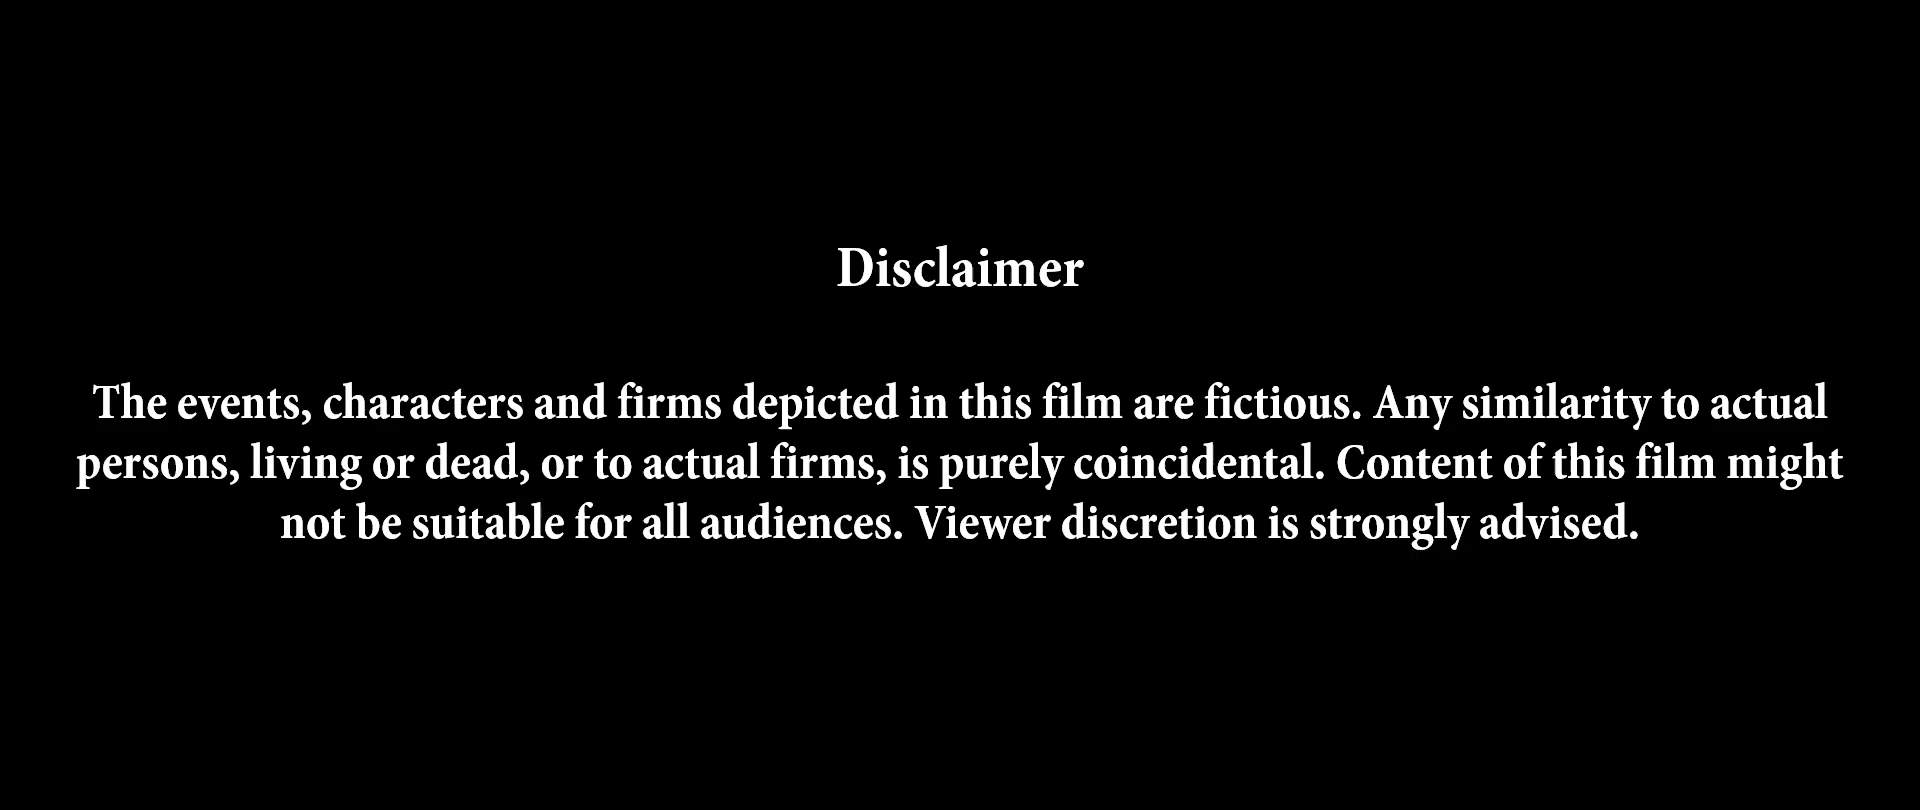 Disclaimer
The events, characters and firms depicted in this film are fictious. Any similarity to actual
persons, living or dead, or to actual firms, is purely coincidental. Content of this film might
not be suitable for all audiences. Viewer discretion is strongly advised.